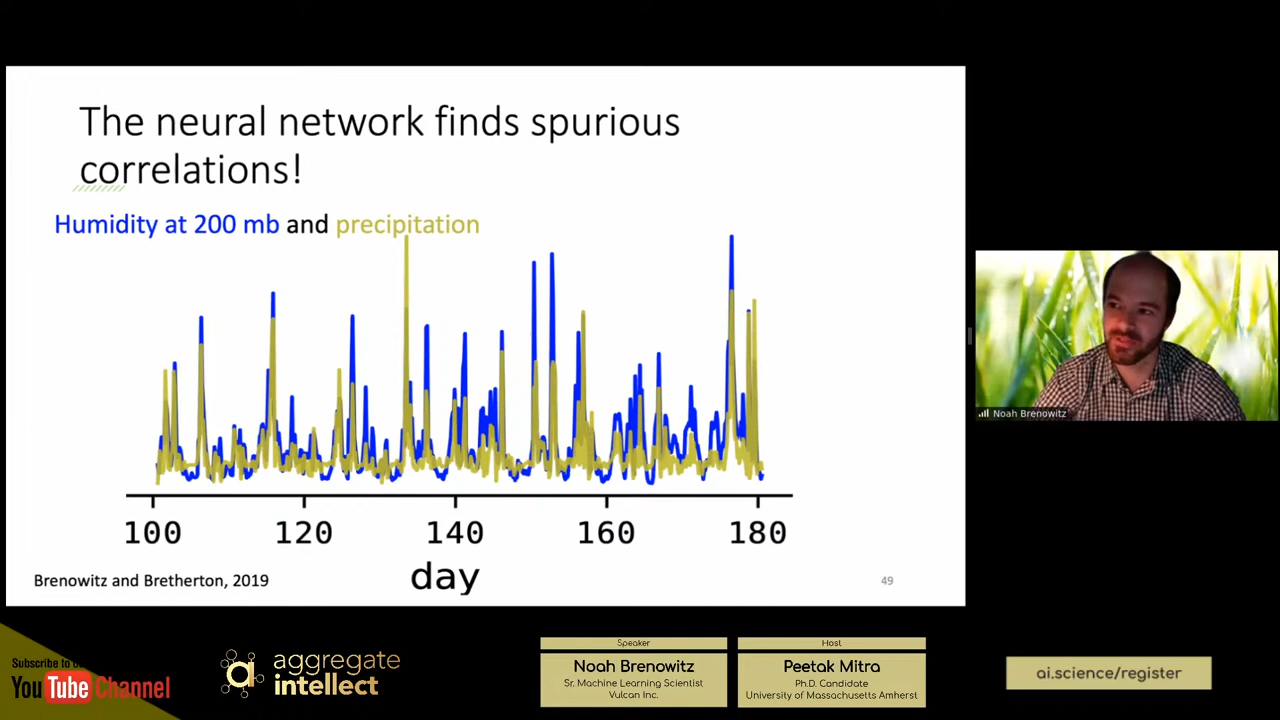 The neural network finds spurious
correlations!
Humidity at 200 mb and precipitation
100 120 140 160 180
day
Brenowitz and Bretherton, 2019
49
Noah Brenowitz
Subscribe to
YouTube Channel
aggregate
intellect
Speaker
Noah Brenowitz
Sr. Machine Learning Scientist
Vulcan Inc.
Host
Peetak Mitra
Ph.D. Candidate
University of Massachusetts Amherst
ai.science/register